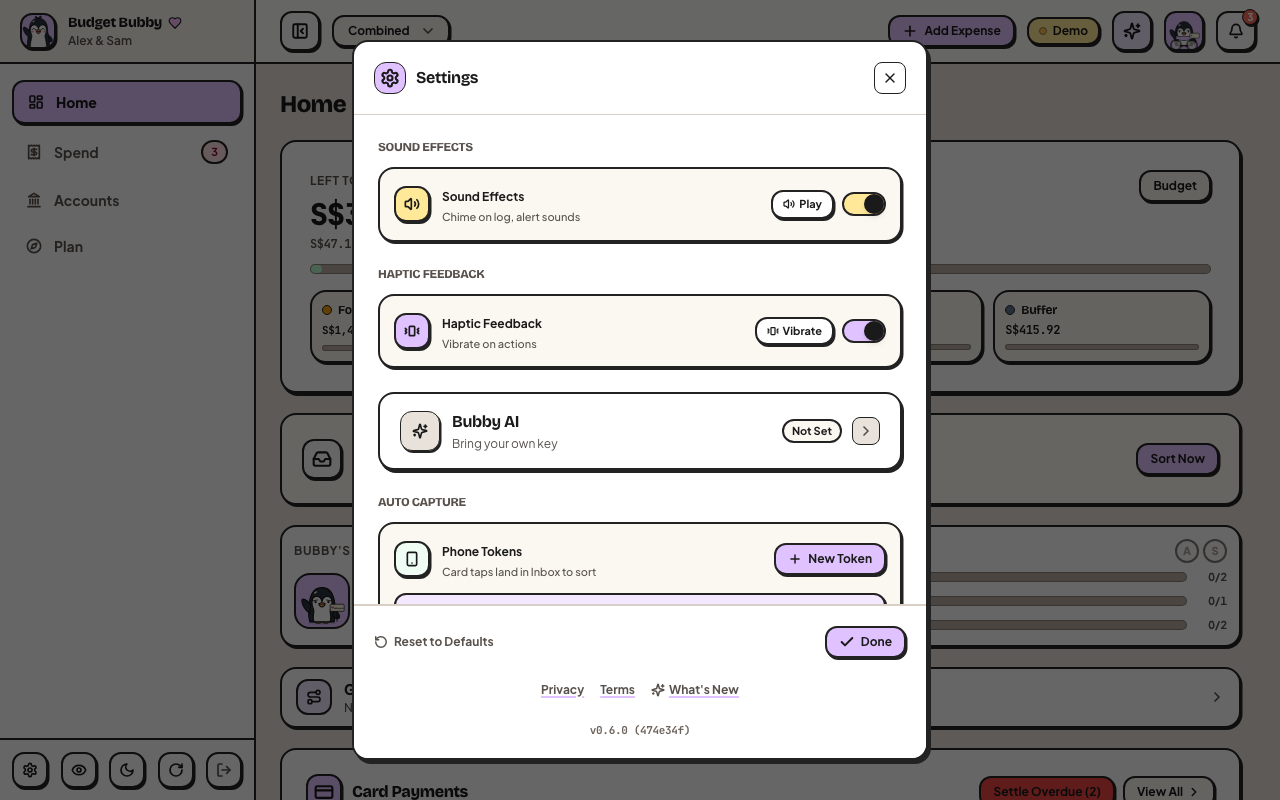 Budget Bubby
Alex & Sam
Combined
Add Expense
Demo
3
Home
Spend
3
Accounts
Plan
Home
Budget
Buffer
S$415.92
Sort Now
BUBBY'S
A
S
0/2
0/1
0/2
Card Payments
Settle Overdue (2)
View All
Settings
SOUND EFFECTS
Sound Effects
Chime on log, alert sounds
Play
HAPTIC FEEDBACK
Haptic Feedback
Vibrate on actions
Vibrate
Bubby AI
Bring your own key
Not Set
AUTO CAPTURE
Phone Tokens
Card taps land in Inbox to sort
New Token
Reset to Defaults
Done
Privacy
Terms
What's New
v0.6.0 (474e34f)